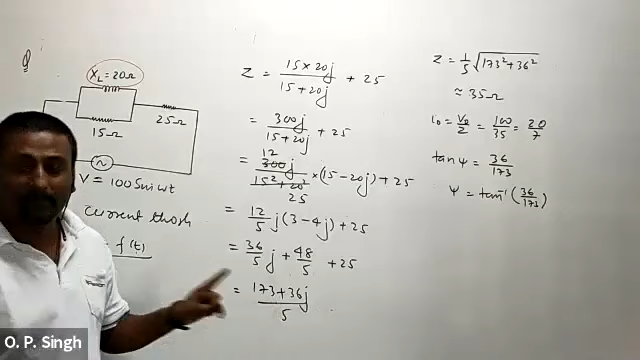 Q
X_L = 20Ω
15Ω
25Ω
V = 100 Sin wt
Current through
f(t)
Z = (15 × 20j)/(15 + 20j) + 25
= 300j/(15 + 20j) + 25
= 12 300j/(15² + 20²) 25 × (15 - 20j) + 25
= 12/5 j(3 - 4j) + 25
= 36/5 j + 48/5 + 25
= (173 + 36j)/5
Z = 1/5 √(173² + 36²)
≈ 35Ω
I₀ = V₀/Z = 100/35 = 20/7
tan ψ = 36/173
ψ = tan⁻¹(36/173)
O. P. Singh